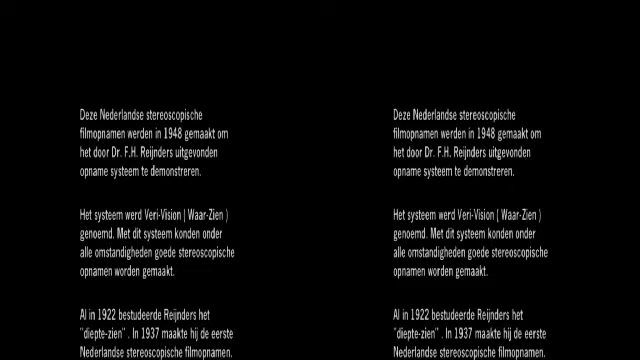 Deze Nederlandse stereoscopische
filmopnamen werden in 1948 gemaakt om
het door Dr. F.H. Reijnders uitgevonden
opname systeem te demonstreren.
Het systeem werd Veri-Vision ( Waar-Zien )
genoemd. Met dit systeem konden onder
alle omstandigheden goede stereoscopische
opnamen worden gemaakt.
Al in 1922 bestudeerde Reijnders het
"diepte-zien" . In 1937 maakte hij de eerste
Nederlandse stereoscopische filmopnamen.
Deze Nederlandse stereoscopische
filmopnamen werden in 1948 gemaakt om
het door Dr. F.H. Reijnders uitgevonden
opname systeem te demonstreren.
Het systeem werd Veri-Vision ( Waar-Zien )
genoemd. Met dit systeem konden onder
alle omstandigheden goede stereoscopische
opnamen worden gemaakt.
Al in 1922 bestudeerde Reijnders het
"diepte-zien" . In 1937 maakte hij de eerste
Nederlandse stereoscopische filmopnamen.